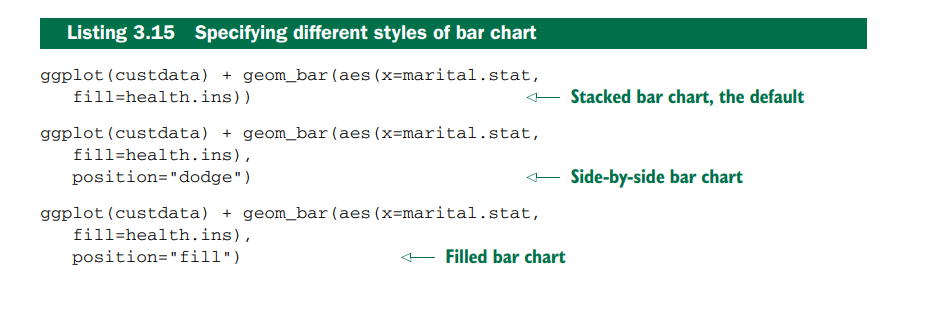 Listing 3.15 Specifying different styles of bar chart
ggplot(custdata) + geom_bar(aes(x=marital.stat,
fill=health.ins))
Stacked bar chart, the default
ggplot(custdata) + geom_bar(aes(x=marital.stat,
fill=health.ins),
position="dodge")
Side-by-side bar chart
ggplot(custdata) + geom_bar(aes(x=marital.stat,
fill=health.ins),
position="fill")
Filled bar chart